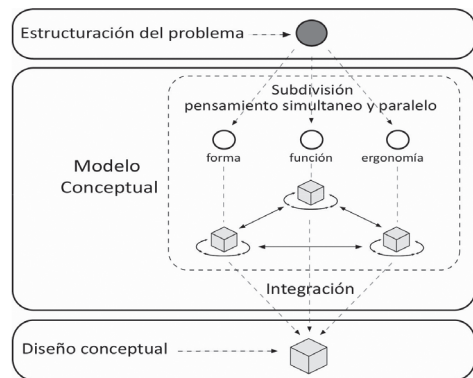 Estructuración del problema
Subdivisión
pensamiento simultaneo y paralelo
forma
función
ergonomía
Modelo
Conceptual
Integración
Diseño conceptual